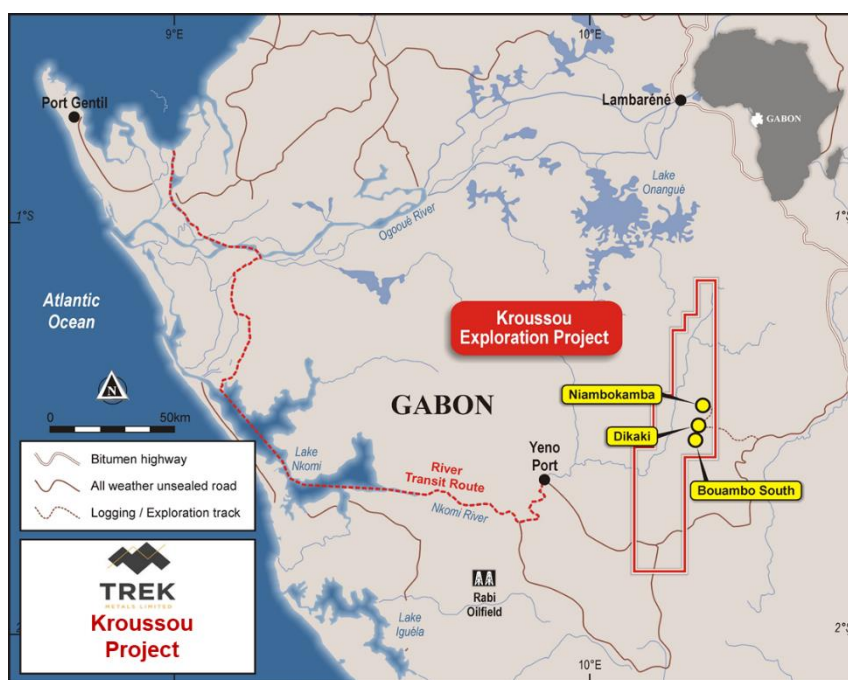 9°E
10°E
Port Gentil
Lambaréné
GABON
Lake
Onangué
1°S
1°S
Ogooué River
Atlantic
Ocean
Kroussou
Exploration Project
N
Niambokamba
0
50km
GABON
Dikaki
Yeno
Port
Bouambo South
Bitumen highway
Lake
Nkomi
River
Transit Route
All weather unsealed road
Nkomi River
Logging / Exploration track
TREK
METALS LIMITED
Rabi
Oilfield
Kroussou
Project
Lake
Iguéla
2°S
10°E